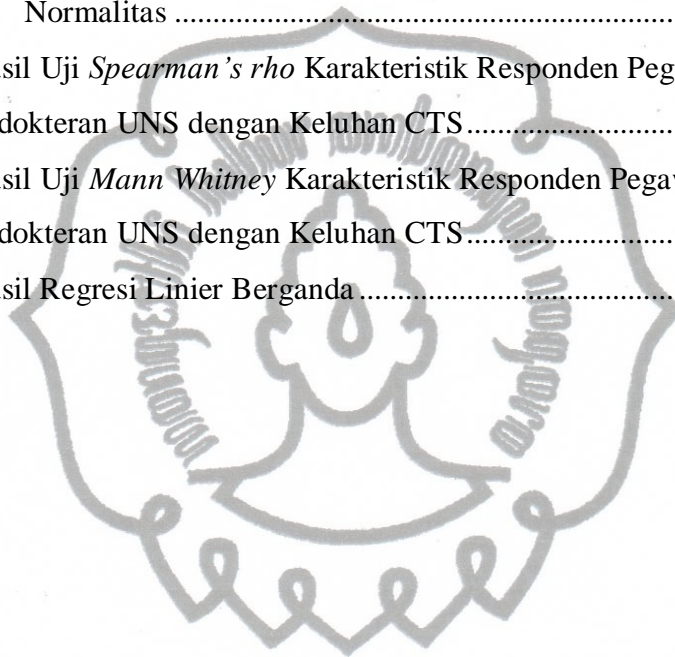 Normalitas ................................................................
sil Uji Spearman's rho Karakteristik Responden Peg
dokteran UNS dengan Keluhan CTS..............................
sil Uji Mann Whitney Karakteristik Responden Pegaw
dokteran UNS dengan Keluhan CTS..............................
sil Regresi Linier Berganda............................................